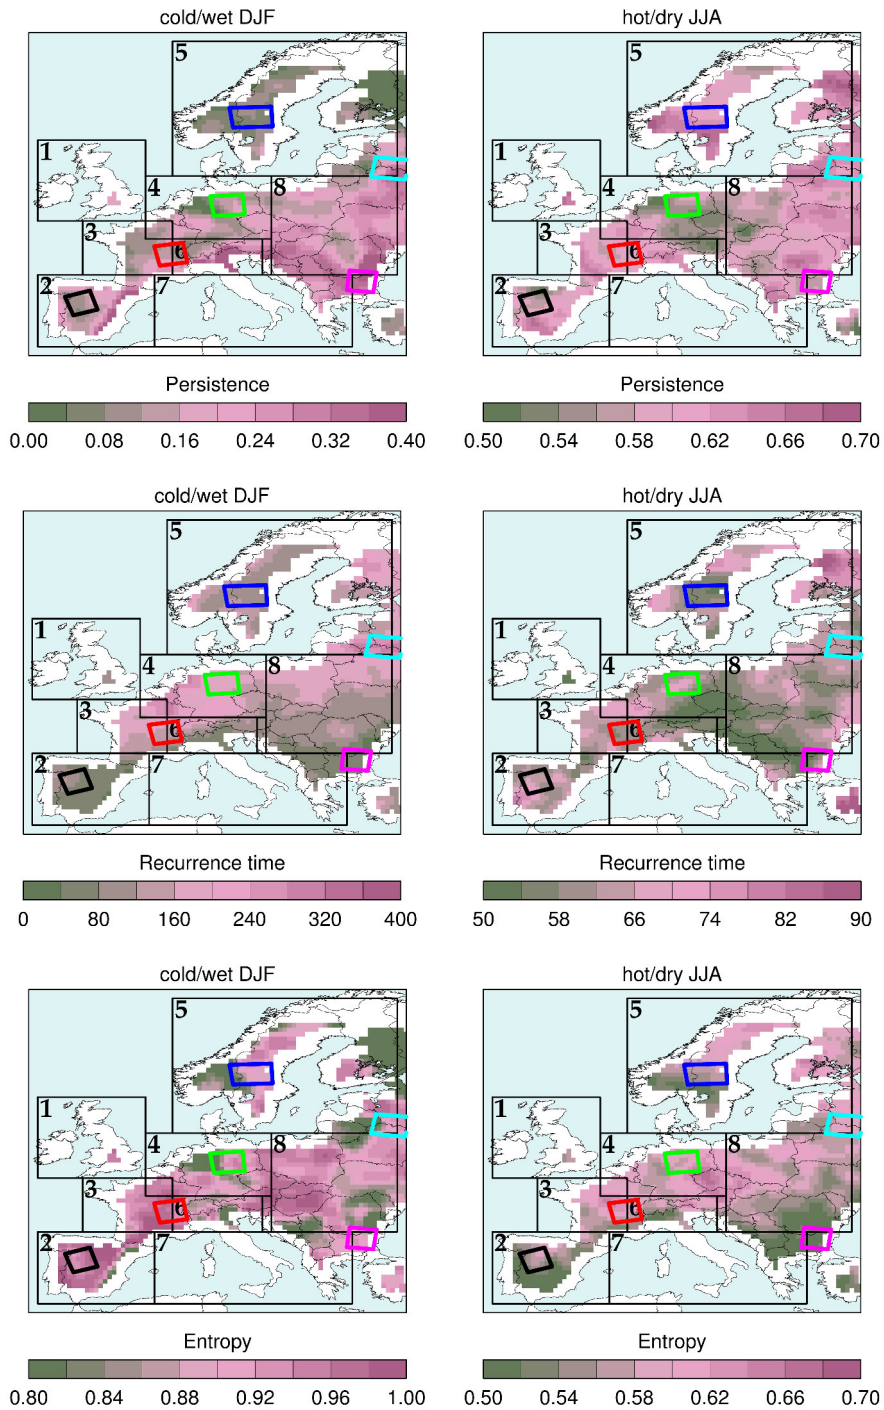 cold/wet DJF
hot/dry JJA
5
1
4
8
3
6
2
7
5
1
4
8
3
6
2
7
Persistence
Persistence
0.00 0.08 0.16 0.24 0.32 0.40
0.50 0.54 0.58 0.62 0.66 0.70
cold/wet DJF
hot/dry JJA
5
1
4
8
3
6
2
7
5
1
4
8
3
6
2
7
Recurrence time
Recurrence time
0 80 160 240 320 400
50 58 66 74 82 90
cold/wet DJF
hot/dry JJA
5
1
4
8
3
6
2
7
5
1
4
8
3
6
2
7
Entropy
Entropy
0.80 0.84 0.88 0.92 0.96 1.00
0.50 0.54 0.58 0.62 0.66 0.70